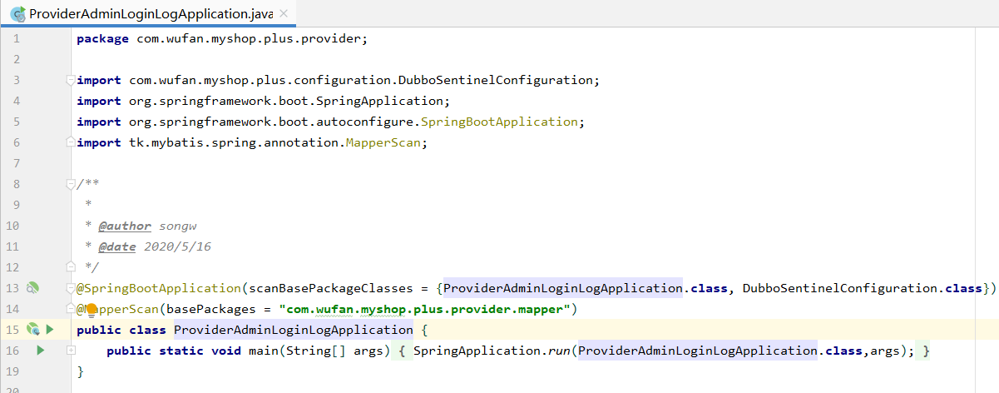 ProviderAdminLoginLogApplication.java
1 package com.wufan.myshop.plus.provider;
2
3 import com.wufan.myshop.plus.configuration.DubboSentinelConfiguration;
4 import org.springframework.boot.SpringApplication;
5 import org.springframework.boot.autoconfigure.SpringBootApplication;
6 import tk.mybatis.spring.annotation.MapperScan;
7
8 /**
9 *
10 * @author songw
11 * @date 2020/5/16
12 */
13 @SpringBootApplication(scanBasePackageClasses = {ProviderAdminLoginLogApplication.class, DubboSentinelConfiguration.class})
14 @MapperScan(basePackages = "com.wufan.myshop.plus.provider.mapper")
15 public class ProviderAdminLoginLogApplication {
16 public static void main(String[] args) { SpringApplication.run(ProviderAdminLoginLogApplication.class,args); }
19 }
20